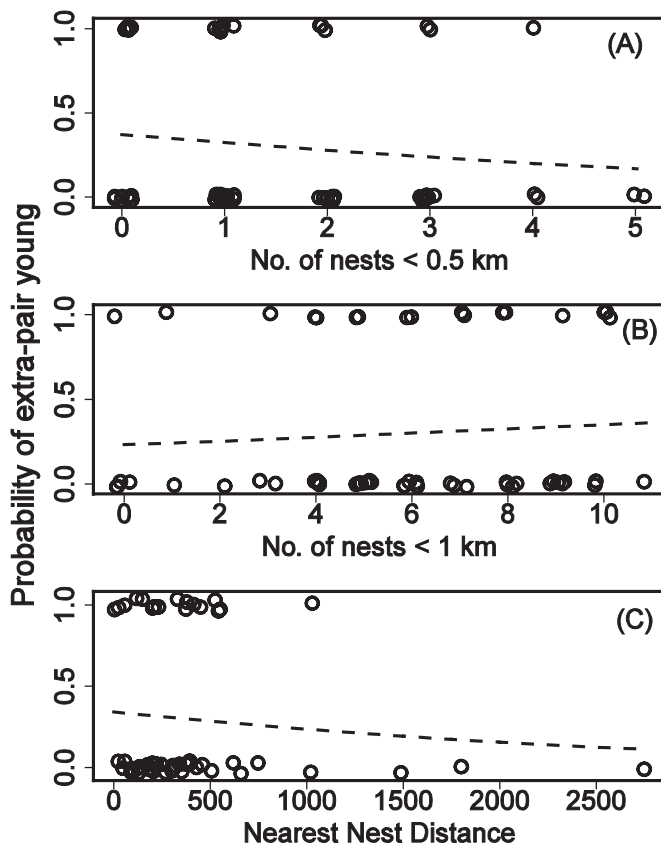 Probability of extra-pair young
(A)
1.0
0.5
0.0
0 1 2 3 4 5
No. of nests < 0.5 km
(B)
1.0
0.5
0.0
0 2 4 6 8 10
No. of nests < 1 km
(C)
1.0
0.5
0.0
0 500 1000 1500 2000 2500
Nearest Nest Distance